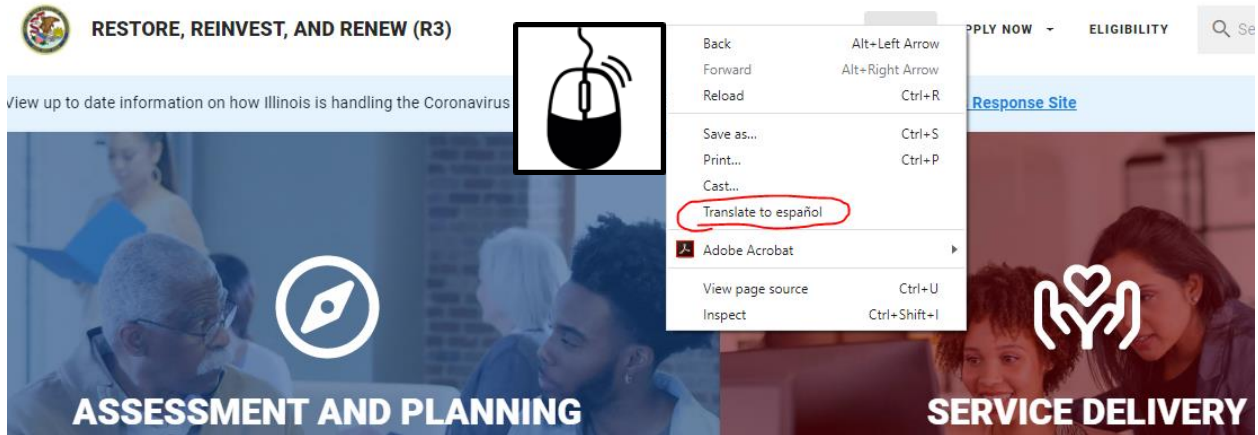 RESTORE, REINVEST, AND RENEW (R3)
PPLY NOW
ELIGIBILITY
Se
View up to date information on how Illinois is handling the Coronavirus
Response Site
Back Alt+Left Arrow
Forward Alt+Right Arrow
Reload Ctrl+R
Save as... Ctrl+S
Print... Ctrl+P
Cast...
Translate to español
Adobe Acrobat
View page source Ctrl+U
Inspect Ctrl+Shift+I
ASSESSMENT AND PLANNING
SERVICE DELIVERY